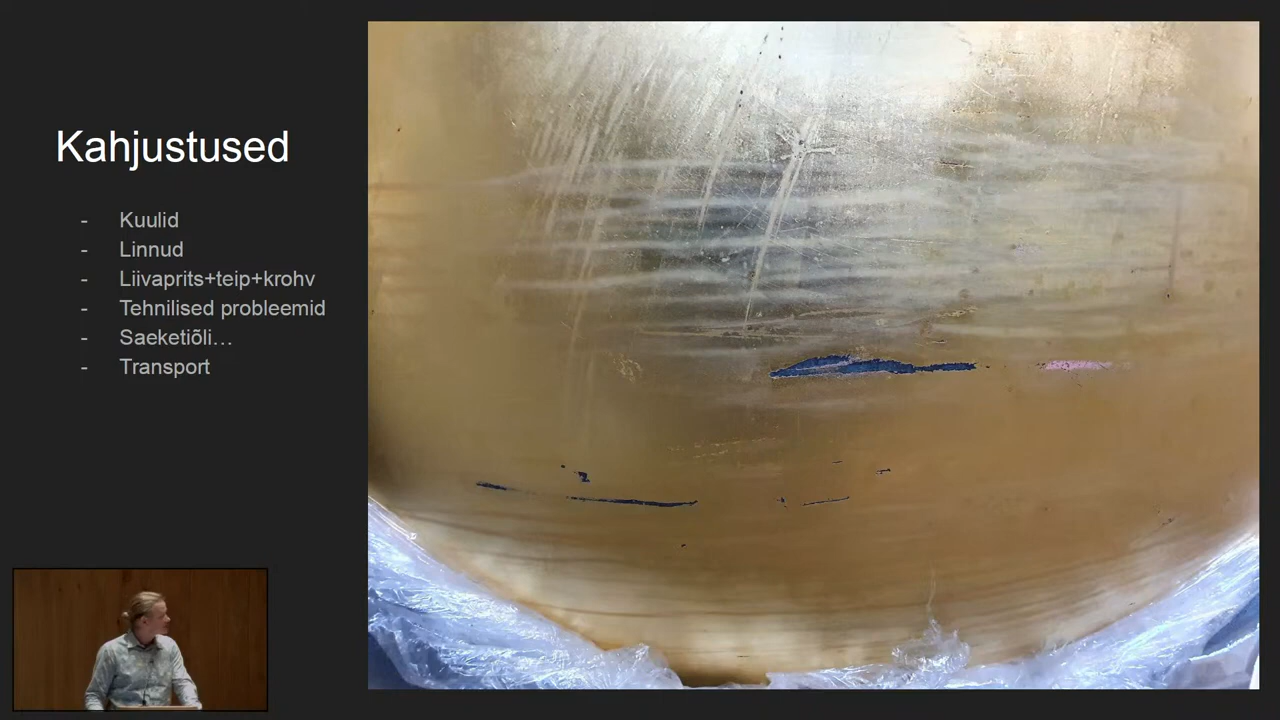 Kahjustused
- Kuulid
- Linnud
- Liivaprits+teip+krohv
- Tehnilised probleemid
- Saeketiõli…
- Transport